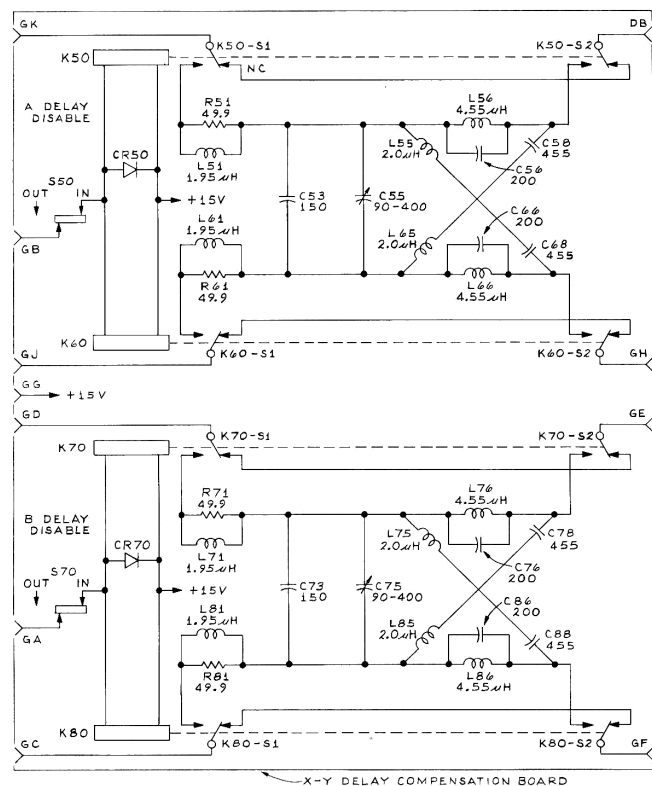 GK
DB
K50-S1
K50-S2
K50
NC
A DELAY
DISABLE
R51
49.9
L56
4.55μH
L55
2.0μH
C58
455
CR50
L51
1.95μH
C56
200
S50
OUT
IN
+15V
C53
150
C55
90-400
L61
1.95μH
C66
200
GB
L65
2.0μH
C68
455
R61
49.9
L66
4.55μH
K60
GJ
K60-S1
K60-S2
GH
GG
+15V
GD
GE
K70-S1
K70-S2
K70
R71
49.9
L76
4.55μH
B DELAY
DISABLE
L75
2.0μH
C78
455
CR70
L71
1.95μH
C76
200
S70
OUT
IN
+15V
C73
150
C75
90-400
L81
1.95μH
C86
200
GA
L85
2.0μH
C88
455
R81
49.9
L86
4.55μH
K80
GC
K80-S1
K80-S2
GF
X-Y DELAY COMPENSATION BOARD